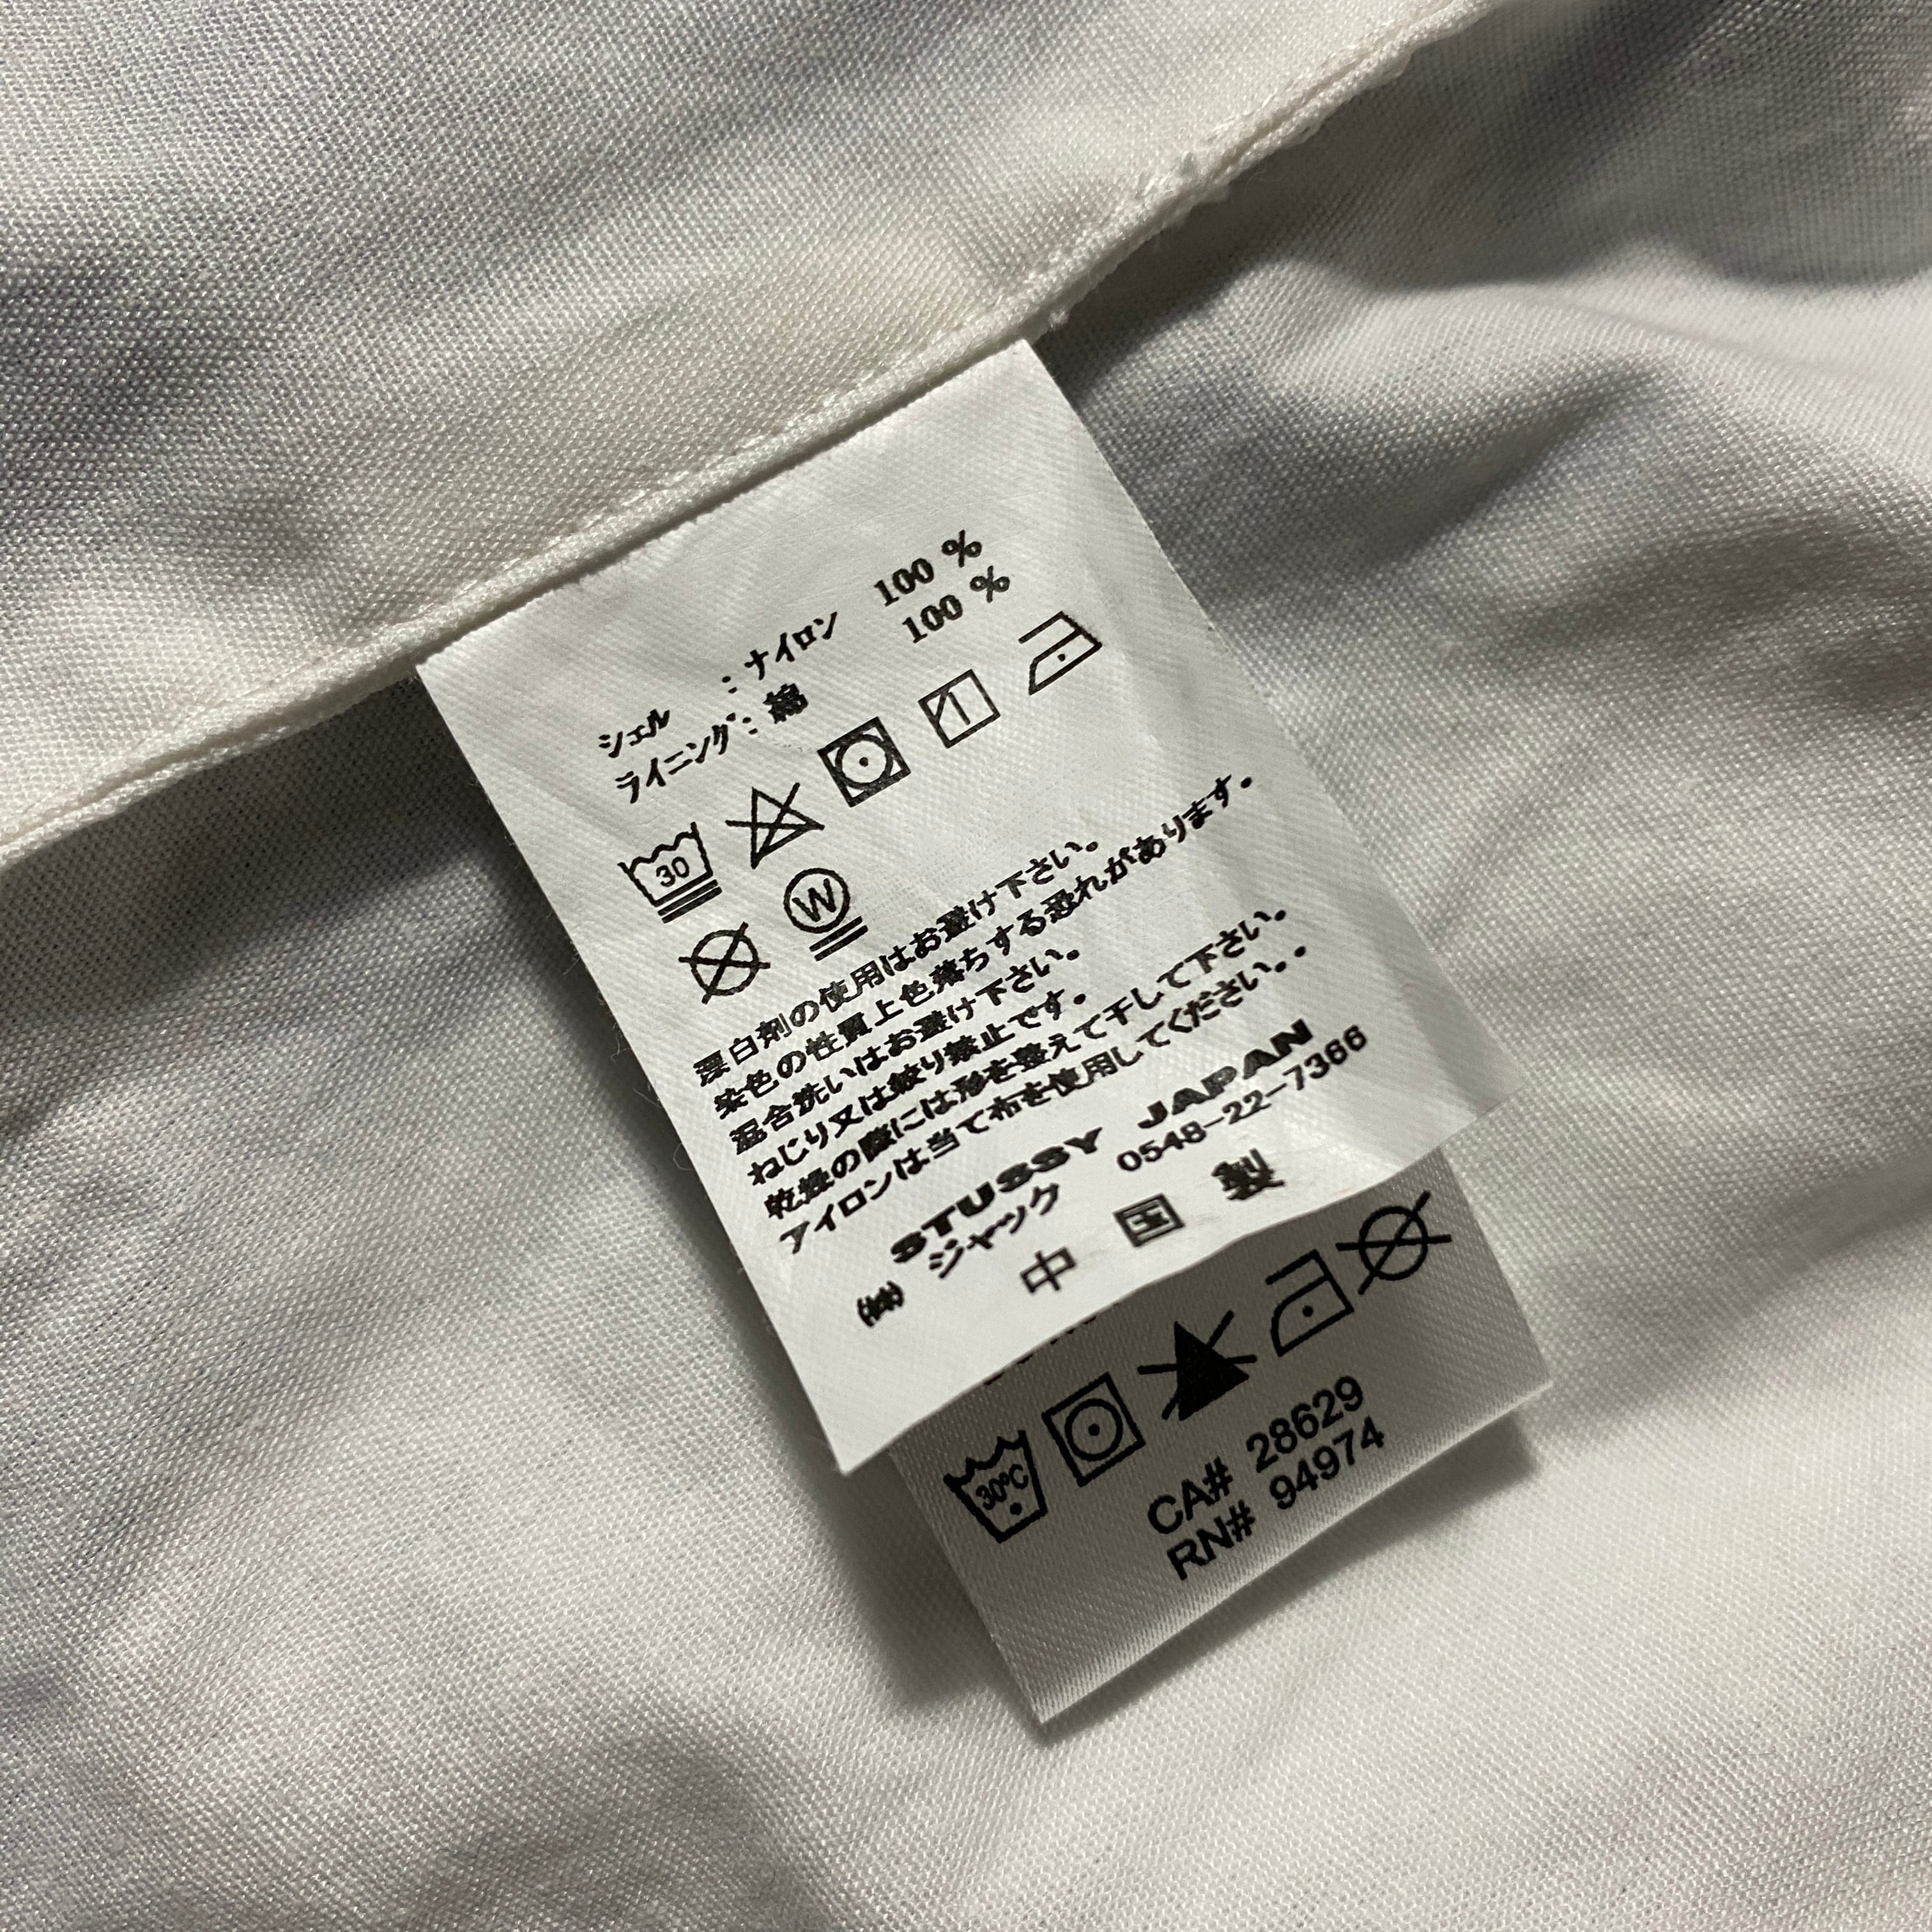 シェル : ナイロン 100 %
ライニング : 綿 100 %
30
W
漂白剤の使用はお避け下さい。
染色の性質上色落ちする恐れがあります。
混合洗いはお避け下さい。
ねじり又は絞り禁止です。
乾燥の際には形を整えて干して下さい。
アイロンは当て布を使用してください。.
STUSSY JAPAN
㈱ ジャック 0548-22-7366
中国製
30°C
CA# 28629
RN# 94974